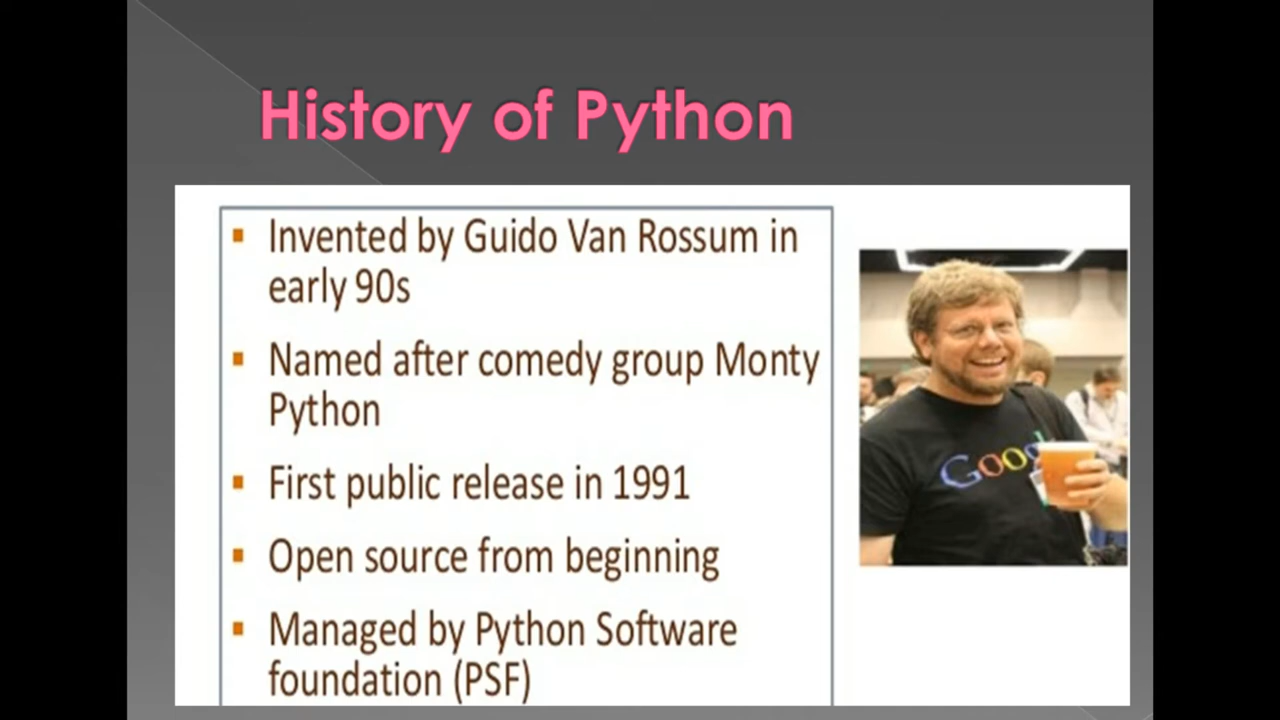 History of Python
▪ Invented by Guido Van Rossum in
early 90s
▪ Named after comedy group Monty
Python
▪ First public release in 1991
▪ Open source from beginning
▪ Managed by Python Software
foundation (PSF)
Goo